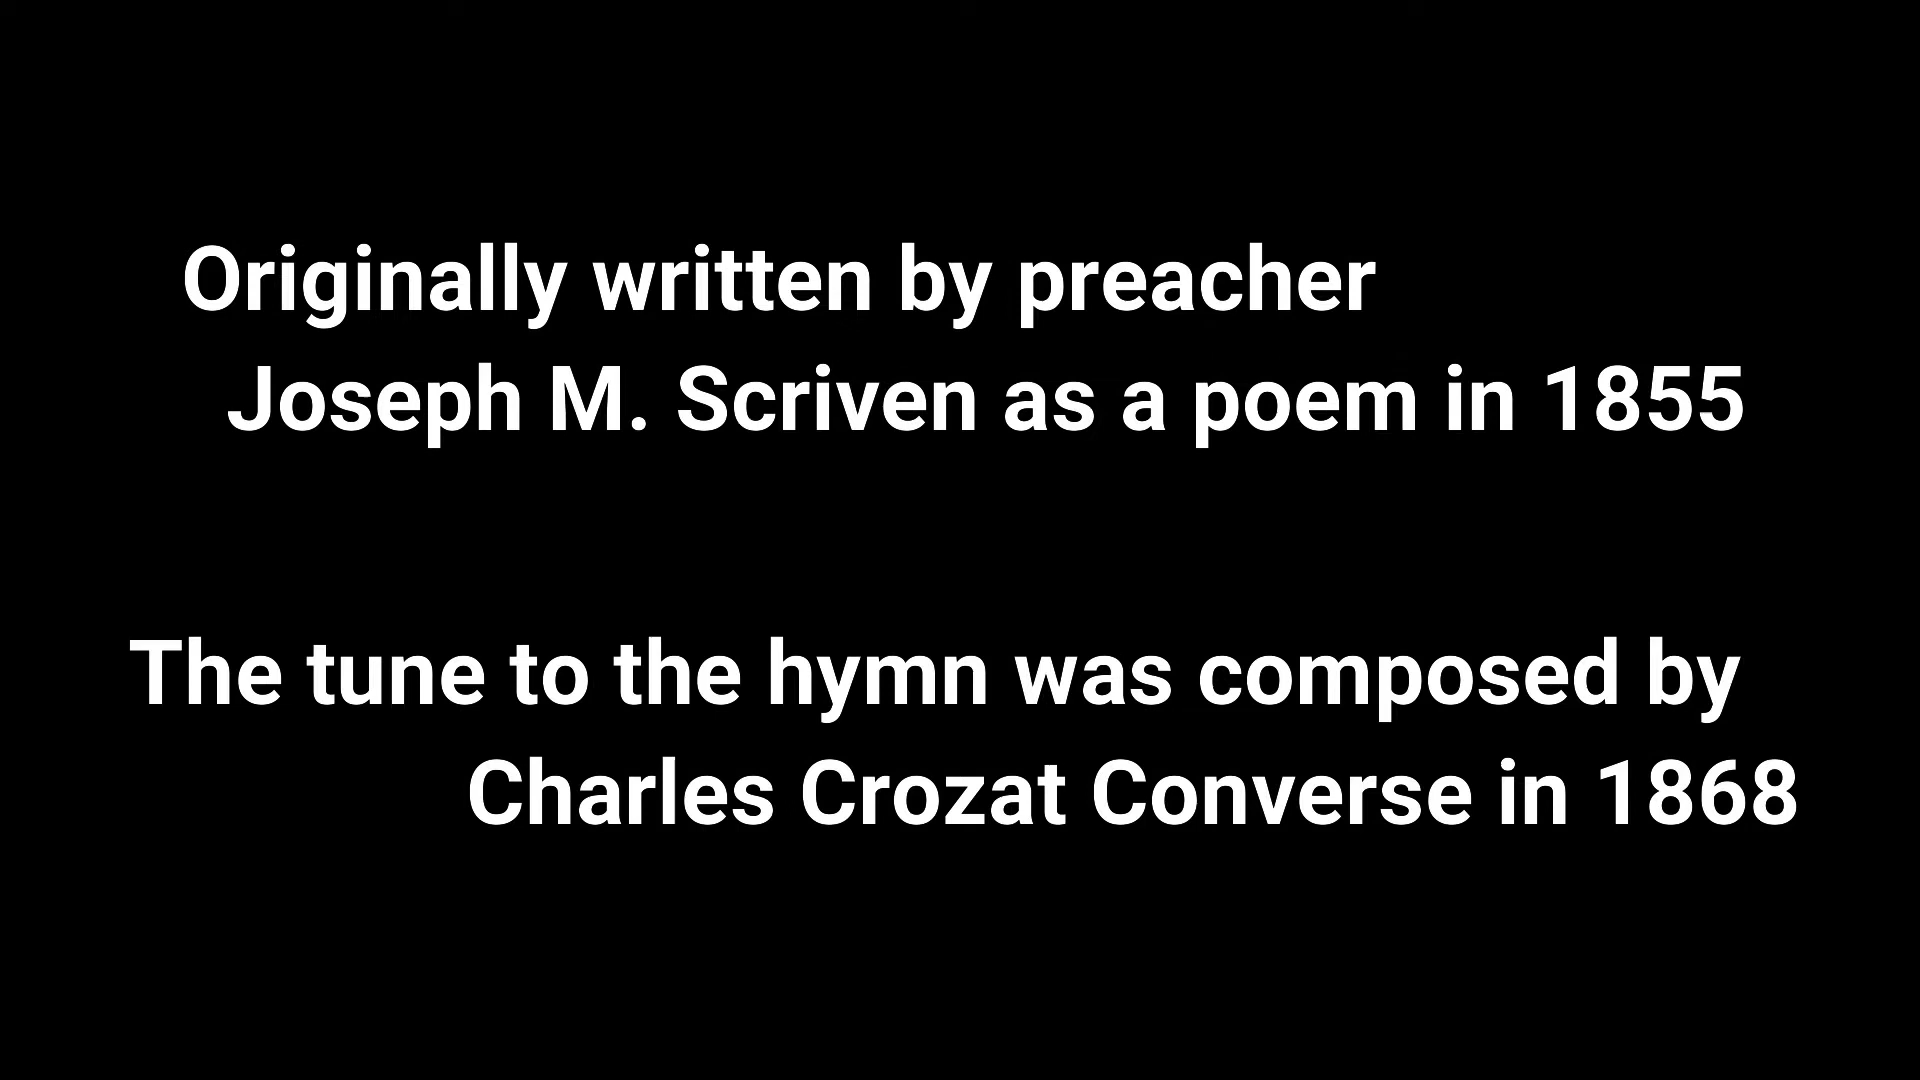 Originally written by preacher
Joseph M. Scriven as a poem in 1855
The tune to the hymn was composed by
Charles Crozat Converse in 1868